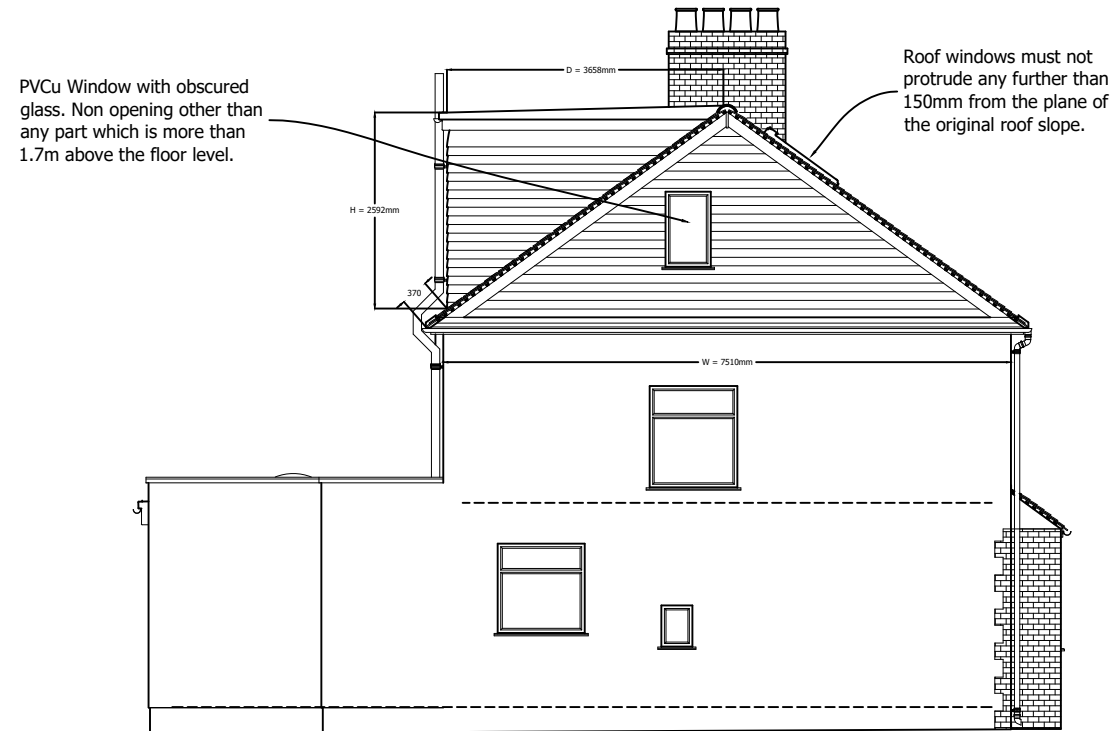 PVCu Window with obscured
glass. Non opening other than
any part which is more than
1.7m above the floor level.
D = 3658mm
Roof windows must not
protrude any further than
150mm from the plane of
the original roof slope.
H = 2592mm
370
W = 7510mm